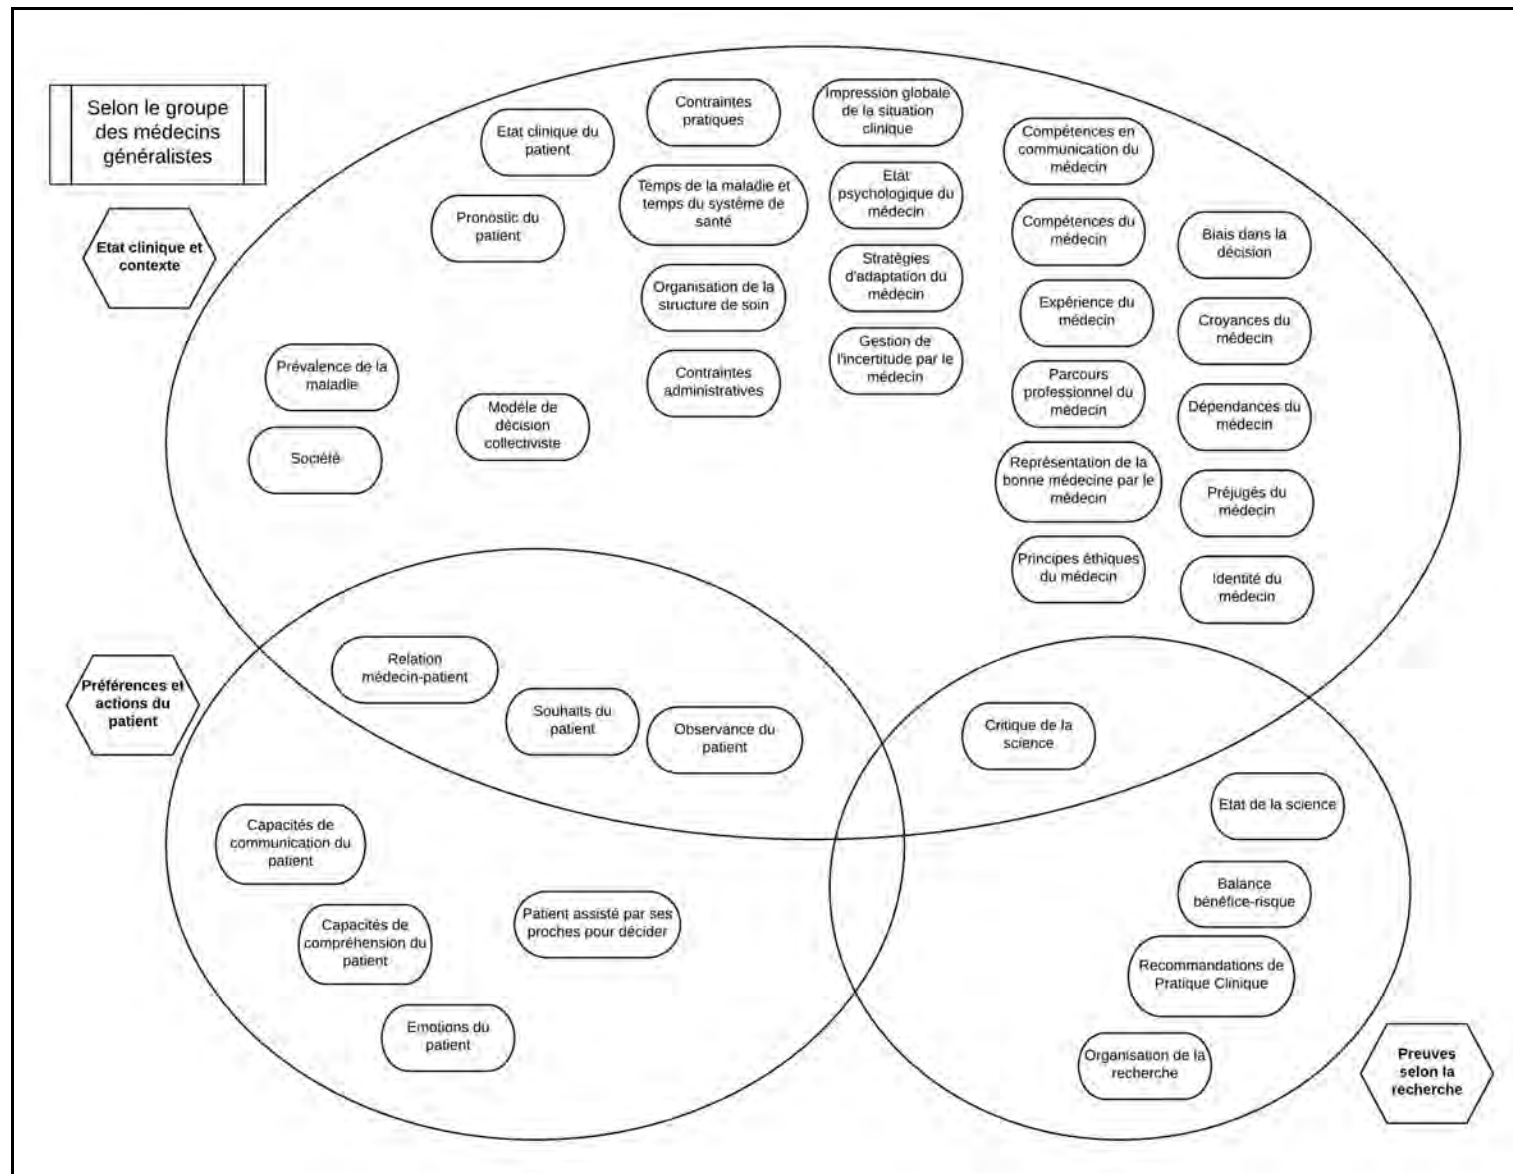 Selon le groupe
des médecins
généralistes
Etat clinique et
contexte
Etat clinique du
patient
Pronostic du
patient
Prévalence de la
maladie
Société
Modèle de
décision
collectiviste
Contraintes
pratiques
Temps de la maladie et
temps du système de
santé
Organisation de la
structure de soin
Contraintes
administratives
Impression globale
de la situation
clinique
Etat
psychologique du
médecin
Stratégies
d'adaptation du
médecin
Gestion de
l'incertitude par le
médecin
Compétences en
communication du
médecin
Compétences du
médecin
Expérience du
médecin
Parcours
professionnel du
médecin
Représentation de la
bonne médecine par le
médecin
Principes éthiques
du médecin
Biais dans la
décision
Croyances du
médecin
Dépendances du
médecin
Préjugés du
médecin
Identité du
médecin
Préférences et
actions du
patient
Relation
médecin-patient
Souhaits du
patient
Observance du
patient
Critique de la
science
Capacités de
communication du
patient
Capacités de
compréhension du
patient
Emotions du
patient
Patient assisté par ses
proches pour décider
Etat de la science
Balance
bénéfice-risque
Recommandations de
Pratique Clinique
Organisation de la
recherche
Preuves
selon la
recherche